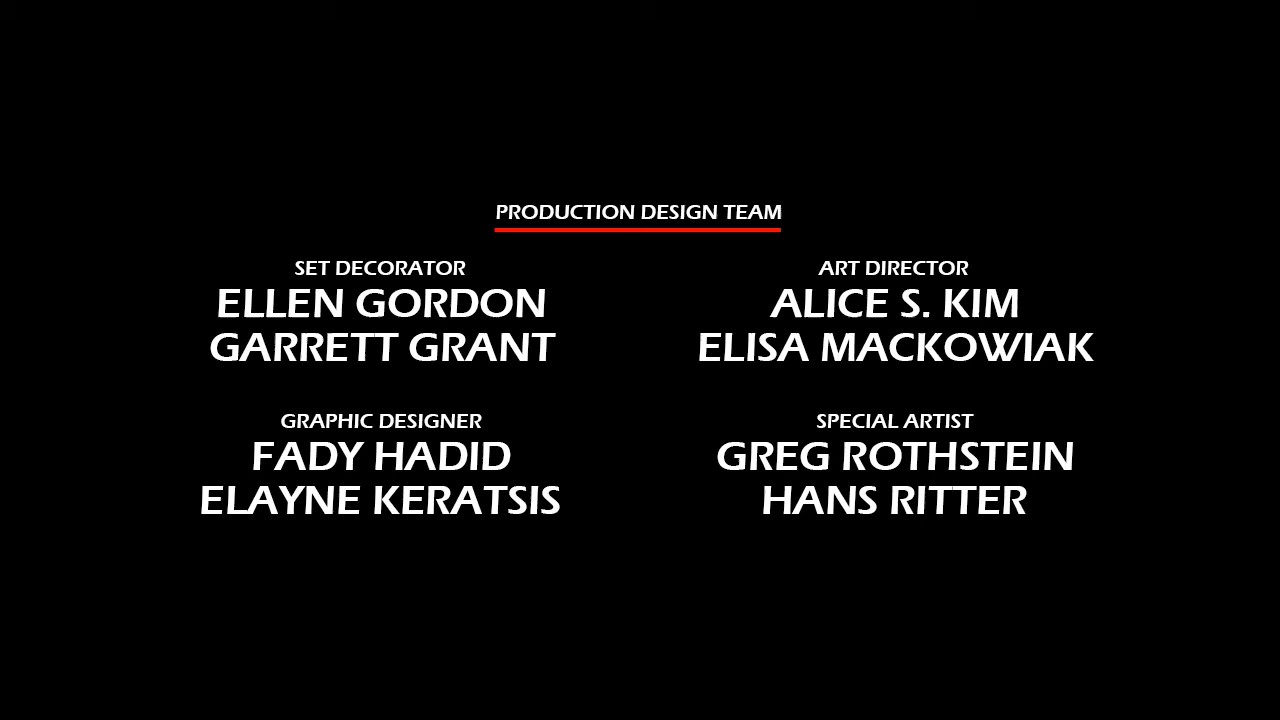 PRODUCTION DESIGN TEAM
SET DECORATOR
ELLEN GORDON
GARRETT GRANT
ART DIRECTOR
ALICE S. KIM
ELISA MACKOWIAK
GRAPHIC DESIGNER
FADY HADID
ELAYNE KERATSIS
SPECIAL ARTIST
GREG ROTHSTEIN
HANS RITTER